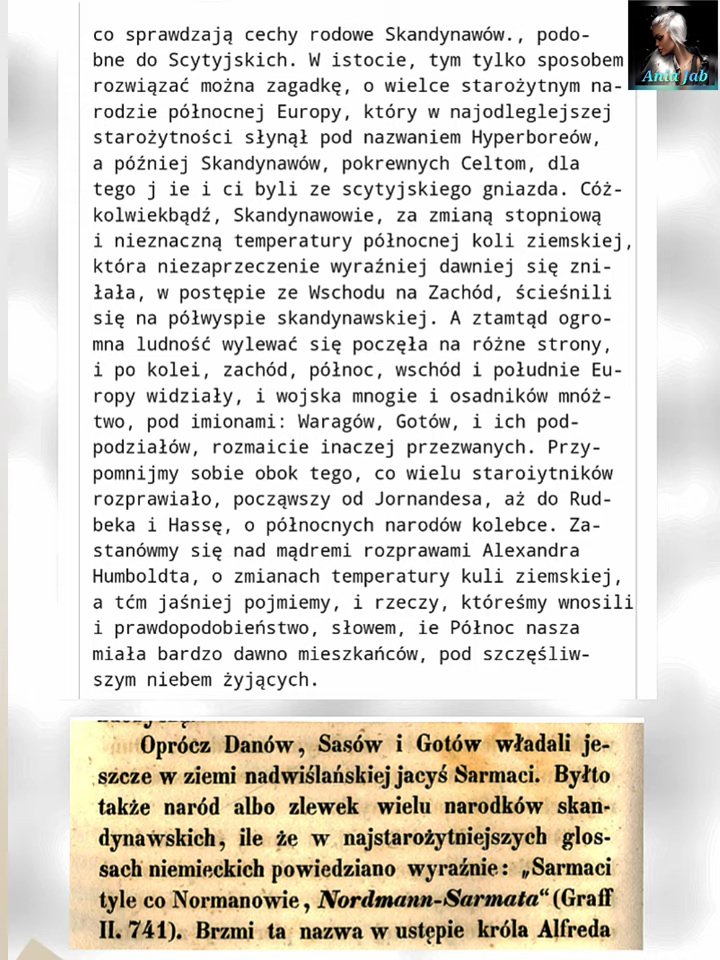 Ania Jab
co sprawdzają cechy rodowe Skandynawów., podo-
bne do Scytyjskich. W istocie, tym tylko sposobem
rozwiązać można zagadkę, o wielce starożytnym na-
rodzie północnej Europy, który w najodleglejszej
starożytności słynął pod nazwaniem Hyperboreów,
a później Skandynawów, pokrewnych Celtom, dla
tego j ie i ci byli ze scytyjskiego gniazda. Cóż-
kolwiekbądź, Skandynawowie, za zmianą stopniową
i nieznaczną temperatury północnej koli ziemskiej,
która niezaprzeczenie wyraźniej dawniej się zni-
łała, w postępie ze Wschodu na Zachód, ścieśnili
się na półwyspie skandynawskiej. A ztamtąd ogro-
mna ludność wylewać się poczęła na różne strony,
i po kolei, zachód, północ, wschód i południe Eu-
ropy widziały, i wojska mnogie i osadników mnóż-
two, pod imionami: Waragów, Gotów, i ich pod-
podziałów, rozmaicie inaczej przezwanych. Przy-
pomnijmy sobie obok tego, co wielu staroiytników
rozprawiało, począwszy od Jornandesa, aż do Rud-
beka i Hassę, o północnych narodów kolebce. Za-
stanówmy się nad mądremi rozprawami Alexandra
Humboldta, o zmianach temperatury kuli ziemskiej,
a tćm jaśniej pojmiemy, i rzeczy, któreśmy wnosili
i prawdopodobieństwo, słowem, ie Północ nasza
miała bardzo dawno mieszkańców, pod szczęśliw-
szym niebem żyjących.
Oprócz Danów, Sasów i Gotów władali je-
szcze w ziemi nadwiślańskiej jacyś Sarmaci. Byłto
także naród albo zlewek wielu narodków skan-
dynawskich, ile że w najstarożytniejszych glos-
sach niemieckich powiedziano wyraźnie: „Sarmaci
tyle co Normanowie, Nordmann-Sarmata“ (Graff
II. 741). Brzmi ta nazwa w ustępie króla Alfreda